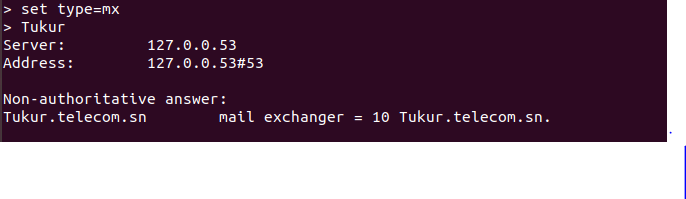 > set type=mx
> Tukur
Server:         127.0.0.53
Address:        127.0.0.53#53

Non-authoritative answer:
Tukur.telecom.sn        mail exchanger = 10 Tukur.telecom.sn.